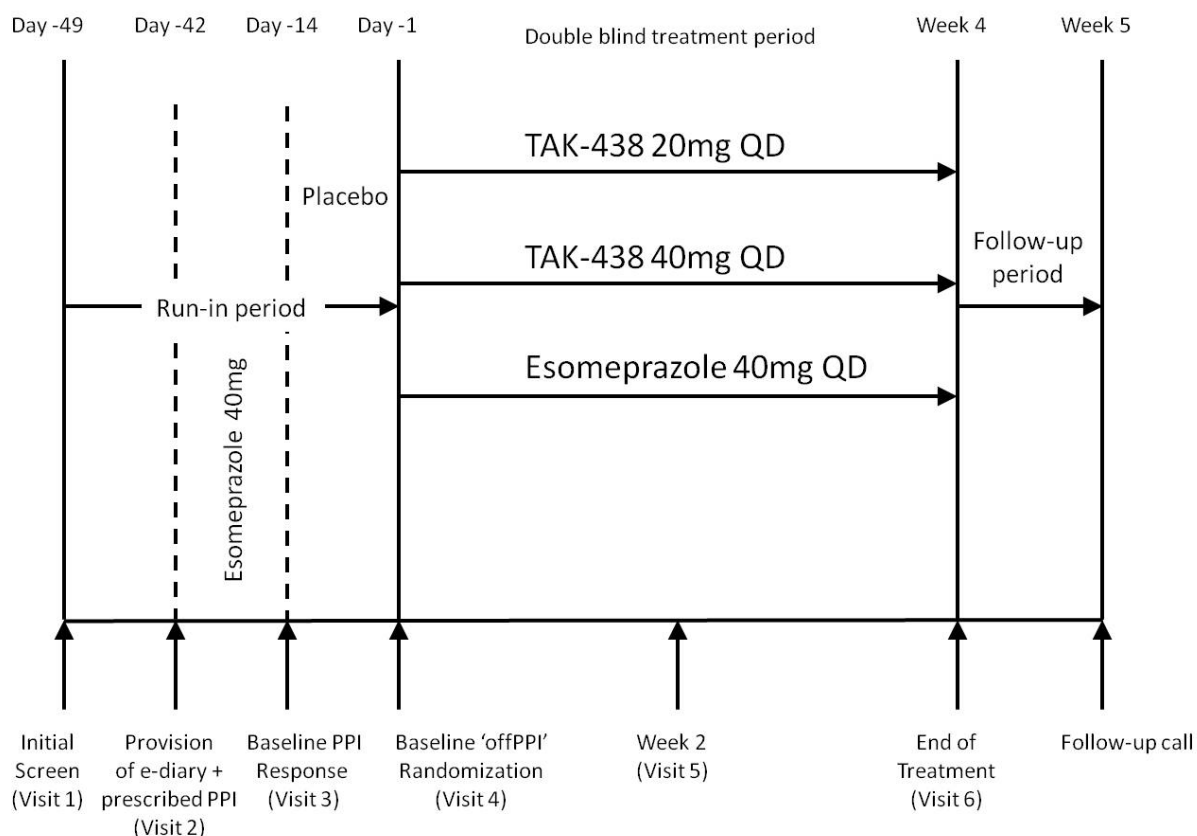 Day -49
Day -42
Day -14
Day -1
Double blind treatment period
Week 4
Week 5
TAK-438 20mg QD
Placebo
TAK-438 40mg QD
Follow-up
period
Run-in period
Esomeprazole 40mg QD
Esomeprazole 40mg
Initial
Screen
(Visit 1)
Provision
of e-diary +
prescribed PPI
(Visit 2)
Baseline PPI
Response
(Visit 3)
Baseline ‘offPPI’
Randomization
(Visit 4)
Week 2
(Visit 5)
End of
Treatment
(Visit 6)
Follow-up call